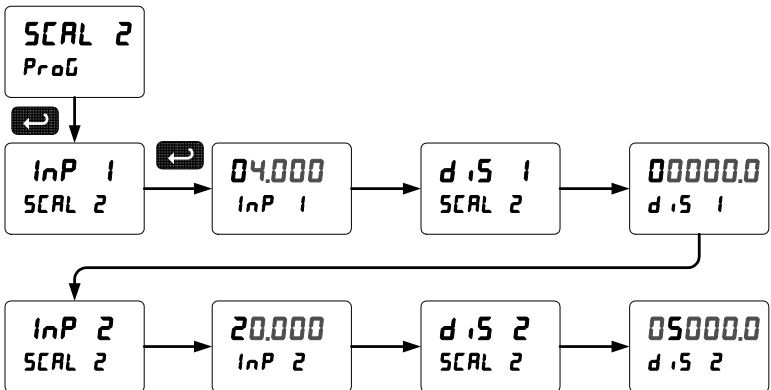 SCAL 2
ProG
InP 1
SCAL 2
04.000
InP 1
diS 1
SCAL 2
00000.0
diS 1
InP 2
SCAL 2
20.000
InP 2
diS 2
SCAL 2
05000.0
diS 2